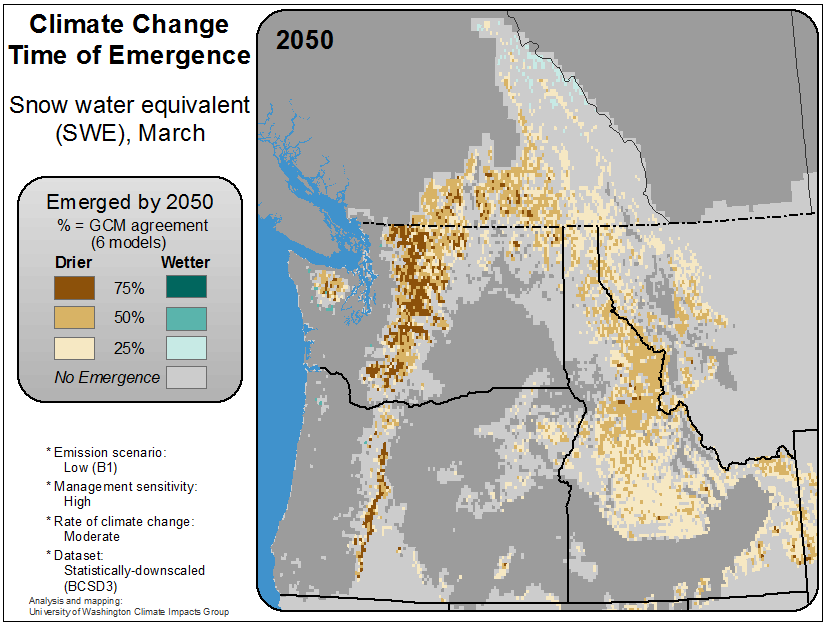 Climate Change
Time of Emergence
Snow water equivalent
(SWE), March
Emerged by 2050
% = GCM agreement
(6 models)
Drier Wetter
75%
50%
25%
No Emergence
* Emission scenario:
Low (B1)
* Management sensitivity:
High
* Rate of climate change:
Moderate
* Dataset:
Statistically-downscaled
(BCSD3)
Analysis and mapping:
University of Washington Climate Impacts Group
2050